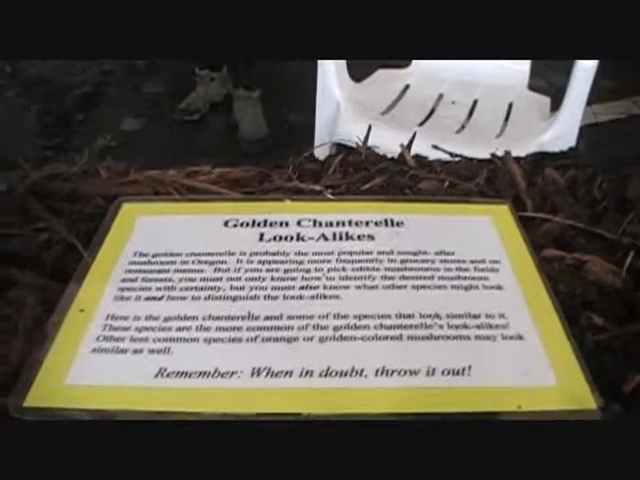 Golden Chanterelle
Look-Alikes
The golden chanterelle is probably the most popular and sought-after
mushroom in Oregon. It is appearing more frequently in grocery stores and on
restaurant menus. But if you are going to pick edible mushrooms in the fields
and forests, you must not only know how to identify the desired mushroom
species with certainty, but you must also know what other species might look
like it and how to distinguish the look-alikes.
Here is the golden chanterelle and some of the species that look similar to it.
These species are the more common of the golden chanterelle's look-alikes!
Other less common species of orange or golden-colored mushrooms may look
similar as well.
Remember: When in doubt, throw it out!